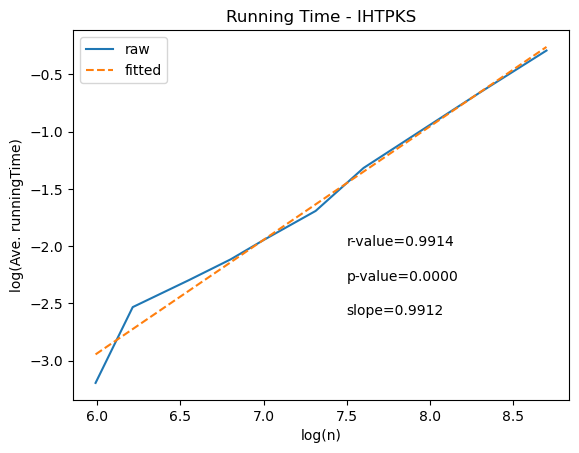 Running Time - IHTPKS
raw
fitted
−0.5
−1.0
−1.5
−2.0
−2.5
−3.0
log(Ave. runningTime)
r-value=0.9914
p-value=0.0000
slope=0.9912
6.0 6.5 7.0 7.5 8.0 8.5
log(n)